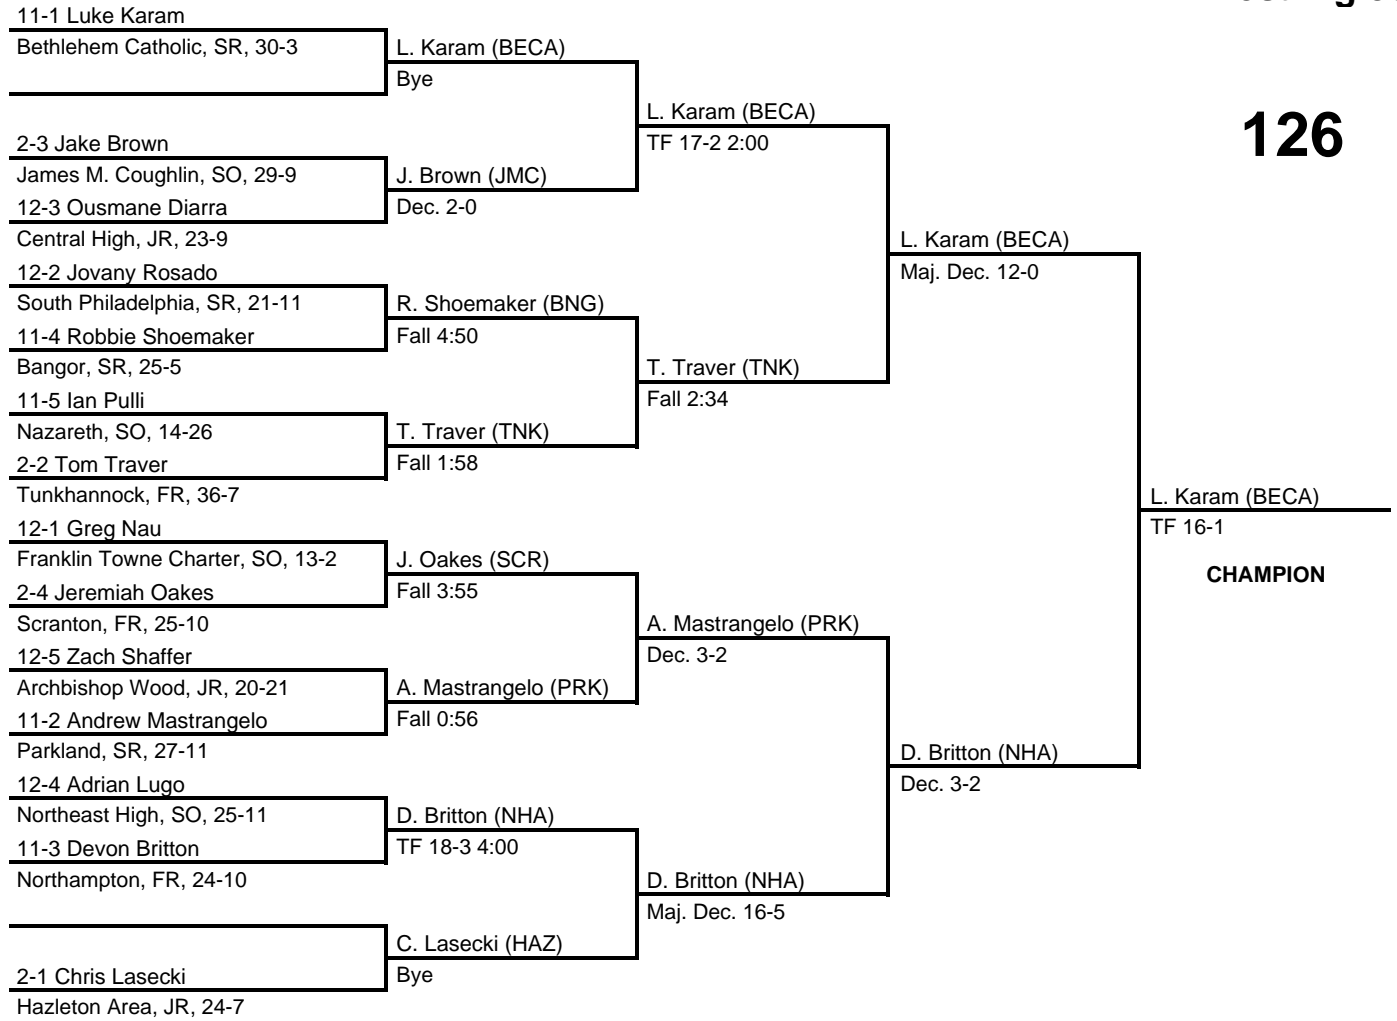 11-1 Luke Karam
Bethlehem Catholic, SR, 30-3
L. Karam (BECA)
Bye
L. Karam (BECA)
TF 17-2 2:00
126
2-3 Jake Brown
James M. Coughlin, SO, 29-9
J. Brown (JMC)
12-3 Ousmane Diarra
Dec. 2-0
Central High, JR, 23-9
L. Karam (BECA)
12-2 Jovany Rosado
Maj. Dec. 12-0
South Philadelphia, SR, 21-11
R. Shoemaker (BNG)
11-4 Robbie Shoemaker
Fall 4:50
Bangor, SR, 25-5
T. Traver (TNK)
11-5 Ian Pulli
Fall 2:34
Nazareth, SO, 14-26
T. Traver (TNK)
2-2 Tom Traver
Fall 1:58
Tunkhannock, FR, 36-7
L. Karam (BECA)
12-1 Greg Nau
TF 16-1
Franklin Towne Charter, SO, 13-2
J. Oakes (SCR)
CHAMPION
2-4 Jeremiah Oakes
Fall 3:55
Scranton, FR, 25-10
A. Mastrangelo (PRK)
12-5 Zach Shaffer
Dec. 3-2
Archbishop Wood, JR, 20-21
A. Mastrangelo (PRK)
11-2 Andrew Mastrangelo
Fall 0:56
Parkland, SR, 27-11
D. Britton (NHA)
12-4 Adrian Lugo
Dec. 3-2
Northeast High, SO, 25-11
D. Britton (NHA)
11-3 Devon Britton
TF 18-3 4:00
Northampton, FR, 24-10
D. Britton (NHA)
Maj. Dec. 16-5
C. Lasecki (HAZ)
2-1 Chris Lasecki
Bye
Hazleton Area, JR, 24-7